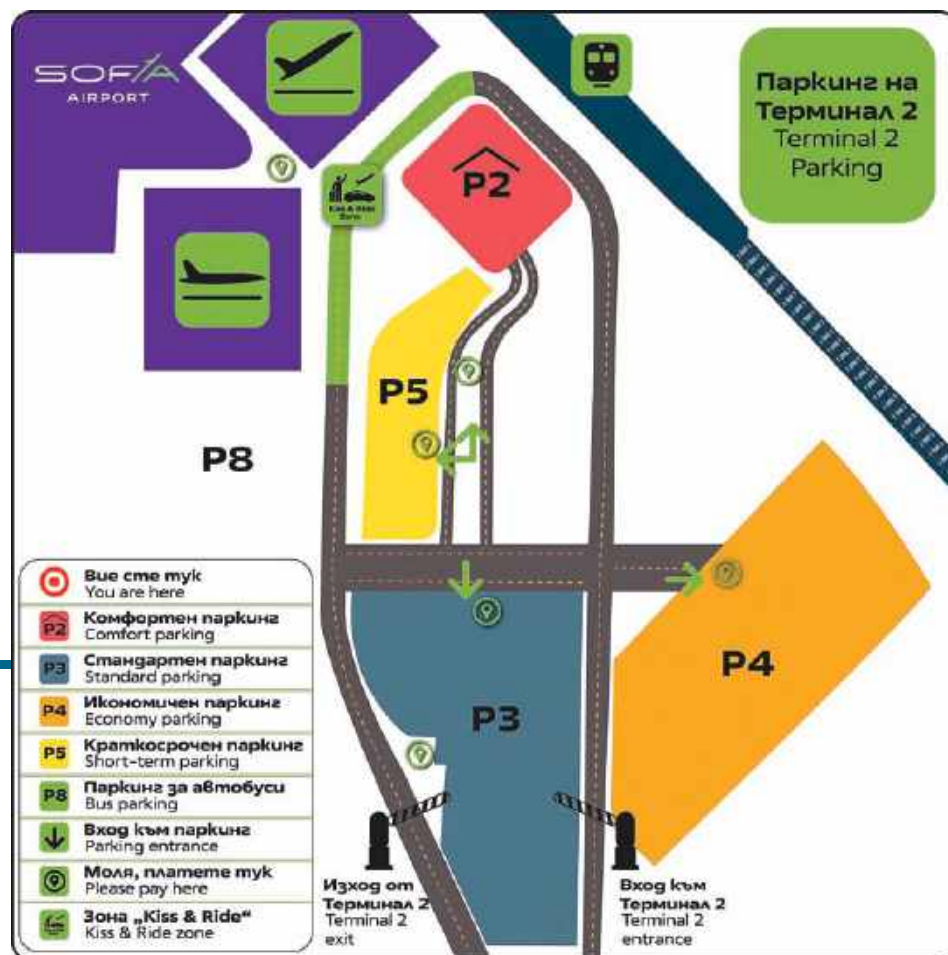 SOFIA
AIRPORT
Паркинг на
Терминал 2
Terminal 2
Parking
Kiss & Ride
Zone
P2
P5
P8
P4
P3
Вие сте тук
You are here
P2
Комфортен паркинг
Comfort parking
P3
Стандартен паркинг
Standard parking
P4
Икономичен паркинг
Economy parking
P5
Краткосрочен паркинг
Short-term parking
P8
Паркинг за автобуси
Bus parking
Вход към паркинг
Parking entrance
Моля, платете тук
Please pay here
Зона „Kiss & Ride“
Kiss & Ride zone
Изход от
Терминал 2
Terminal 2
exit
Вход към
Терминал 2
Terminal 2
entrance